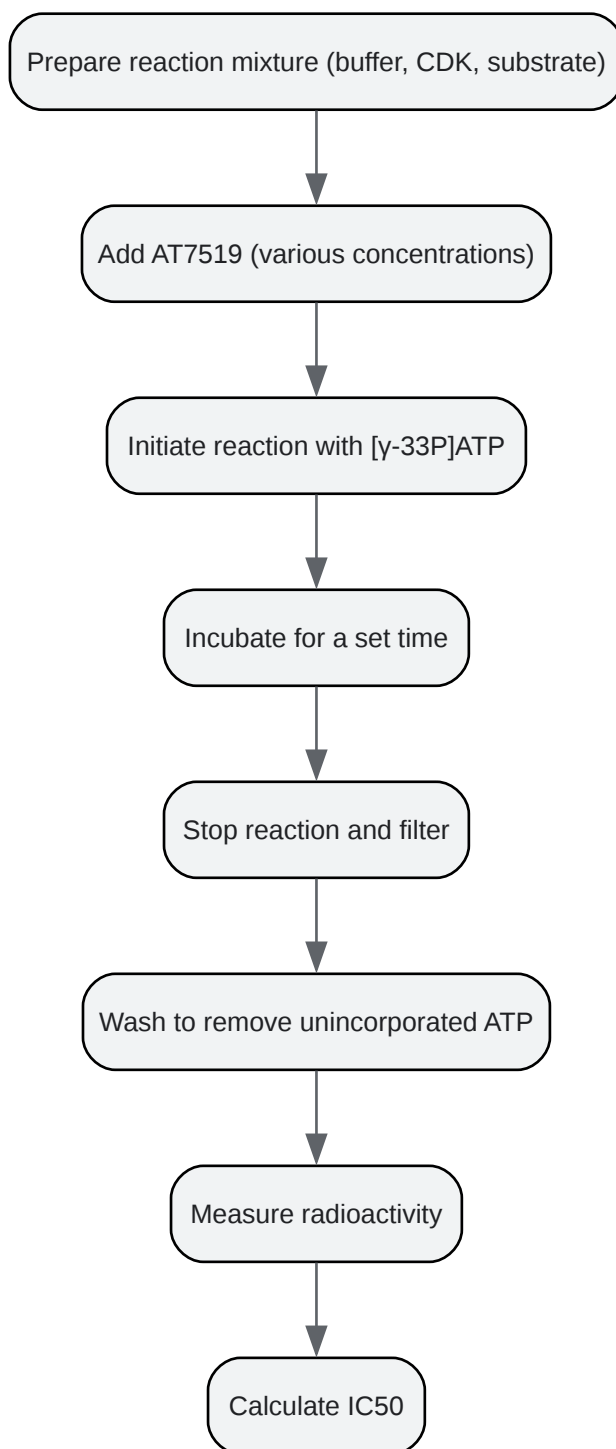 Prepare reaction mixture (buffer, CDK, substrate)
Add AT7519 (various concentrations)
Initiate reaction with [γ-33P]ATP
Incubate for a set time
Stop reaction and filter
Wash to remove unincorporated ATP
Measure radioactivity
Calculate IC50